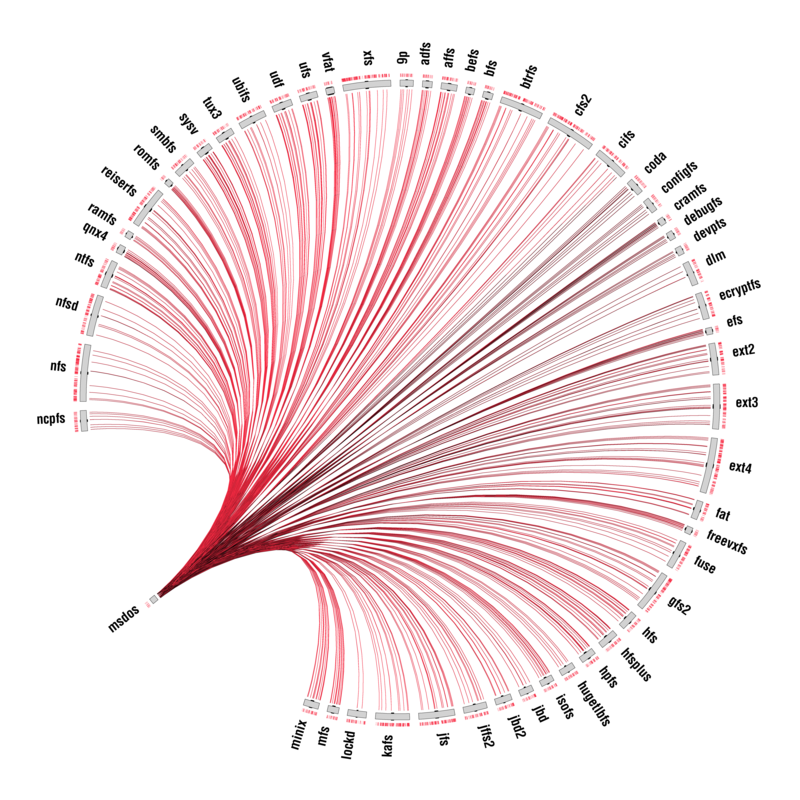 9p
adfs
affs
befs
bfs
btrfs
cfs2
cifs
coda
configfs
cramfs
debugfs
devpts
dlm
ecryptfs
efs
ext2
ext3
ext4
fat
freevxfs
fuse
gfs2
hfs
hfsplus
hpfs
hugetlbfs
isofs
jbd
jbd2
jffs2
jfs
kafs
lockd
mfs
minix
msdos
ncpfs
nfs
nfsd
ntfs
qnx4
ramfs
reiserfs
romfs
smbfs
sysv
tux3
ubifs
udf
ufs
vfat
xfs